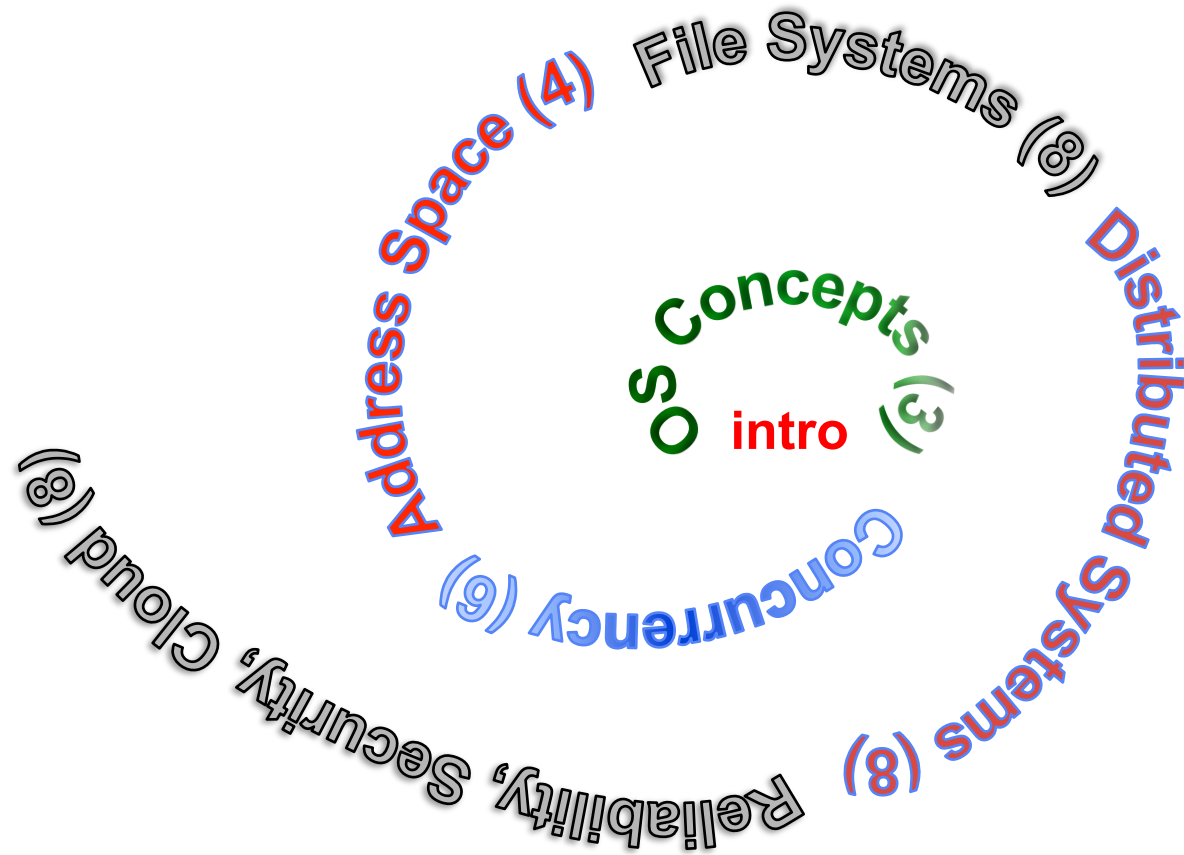 intro
OS Concepts (3)
Concurrency (6)
Address Space (4)
File Systems (8)
Distributed Systems (8)
Reliability, Security, Cloud (8)